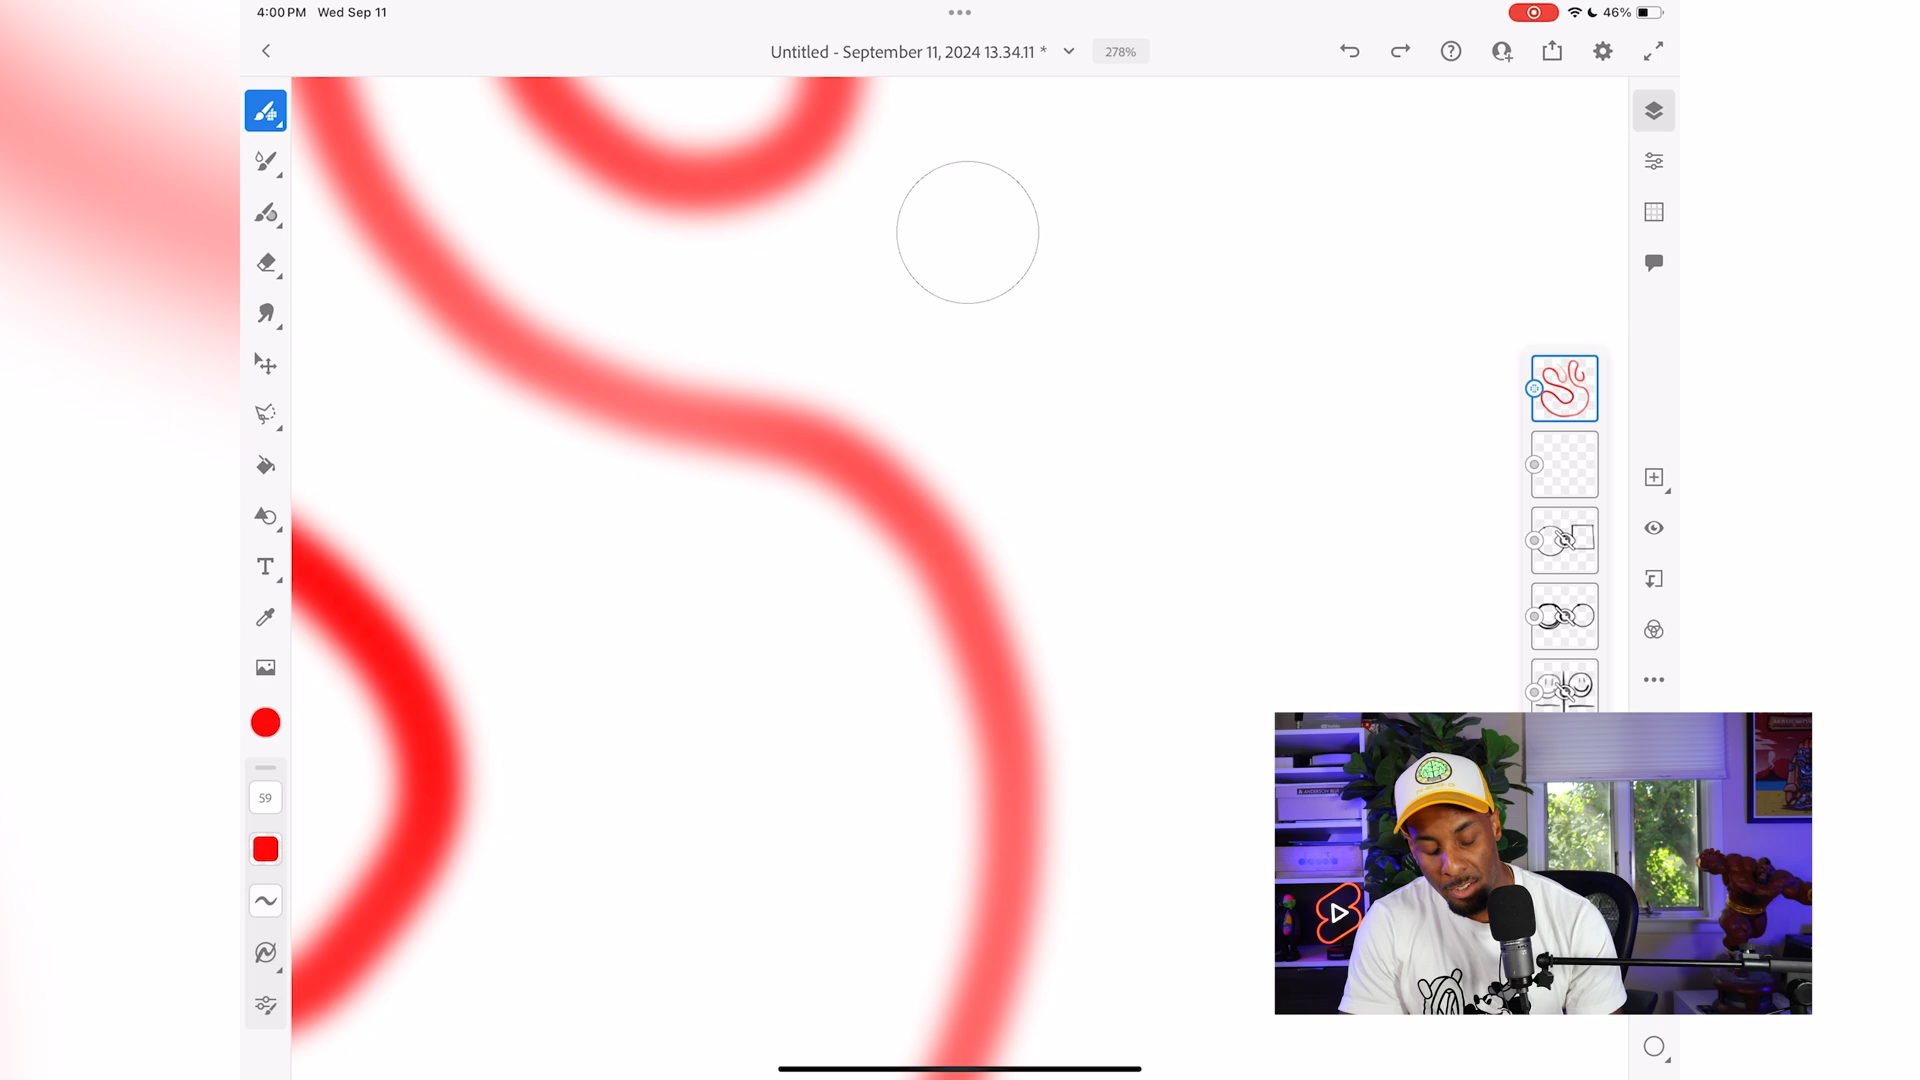 4:00 PM Wed Sep 11
46%
Untitled - September 11, 2024 13.34.11 *
278%
T
59